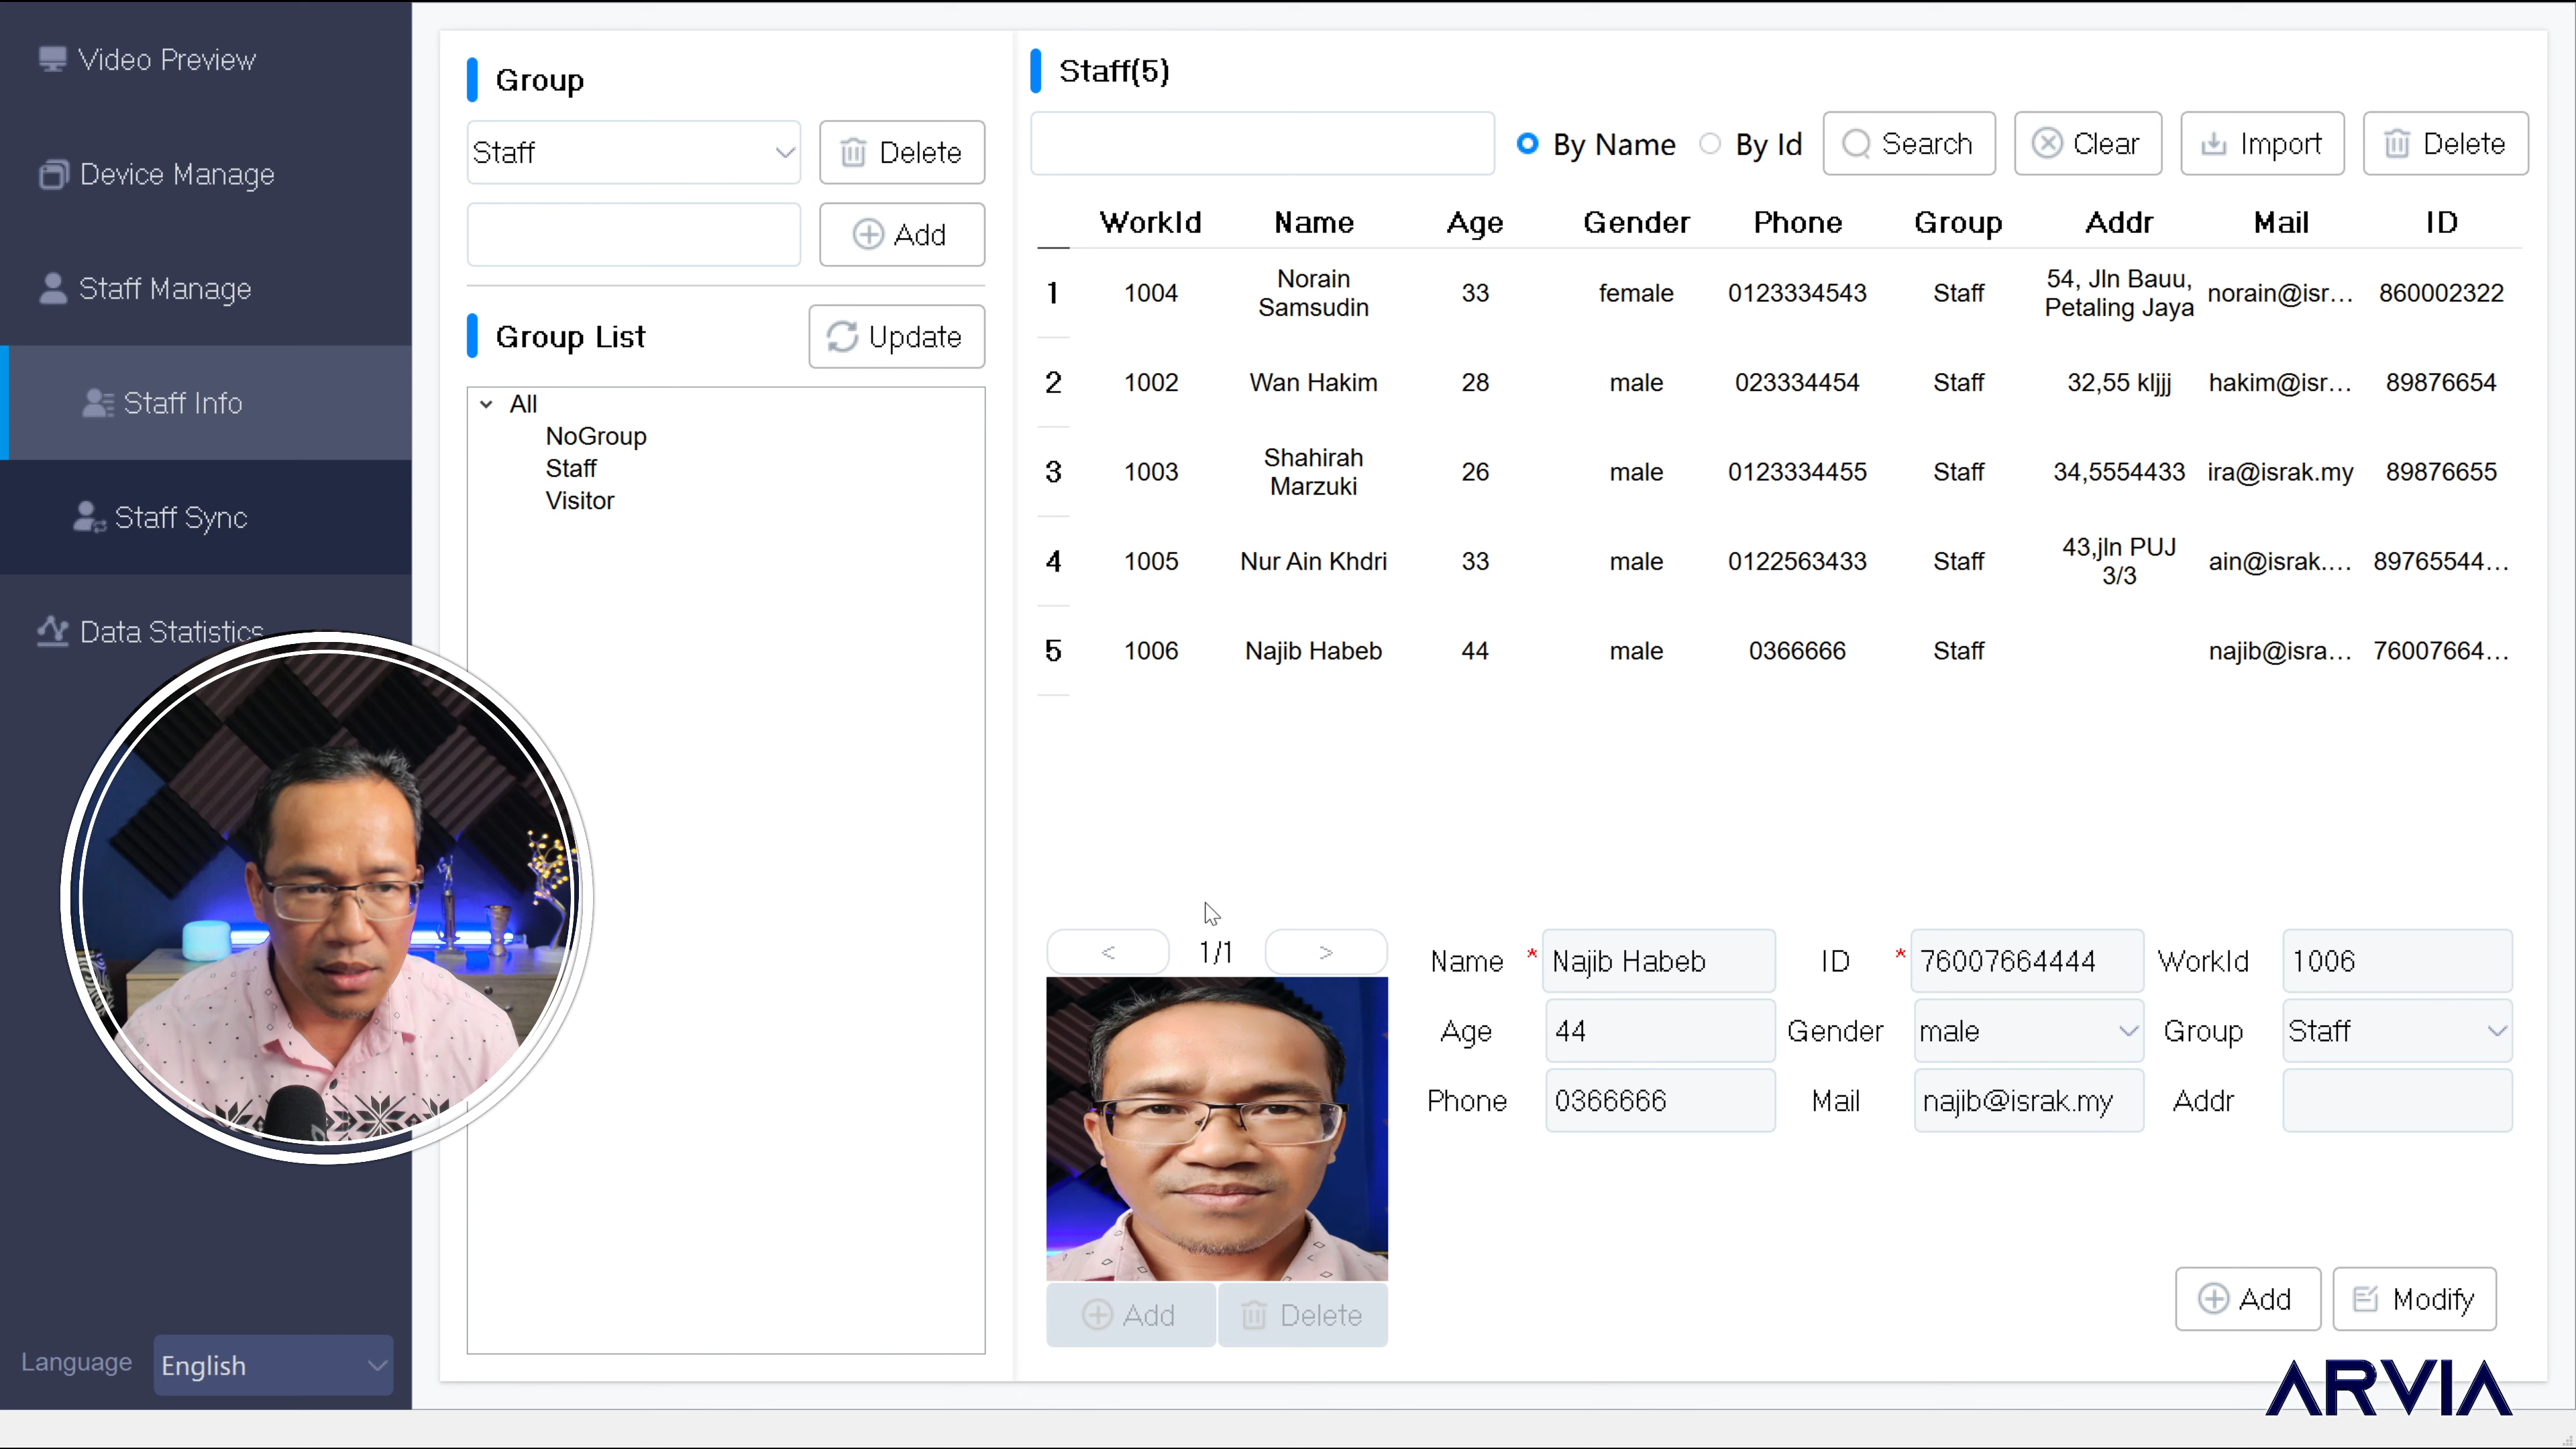 Video Preview
Device Manage
Staff Manage
Staff Info
Staff Sync
Data Statistics
Language English
Group
Staff Delete
Add
Group List Update
All
NoGroup
Staff
Visitor
Staff(5)
By Name By Id Search Clear Import Delete
WorkId Name Age Gender Phone Group Addr Mail ID
1 1004 Norain Samsudin 33 female 0123334543 Staff 54, Jln Bauu, Petaling Jaya norain@isr... 860002322
2 1002 Wan Hakim 28 male 023334454 Staff 32,55 kljjj hakim@isr... 89876654
3 1003 Shahirah Marzuki 26 male 0123334455 Staff 34,5554433 ira@israk.my 89876655
4 1005 Nur Ain Khdri 33 male 0122563433 Staff 43,jln PUJ 3/3 ain@israk.... 89765544...
5 1006 Najib Habeb 44 male 0366666 Staff najib@isra... 76007664...
< 1/1 >
Add Delete
Name * Najib Habeb ID * 76007664444 WorkId 1006
Age 44 Gender male Group Staff
Phone 0366666 Mail najib@israk.my Addr
Add Modify
ARVIA